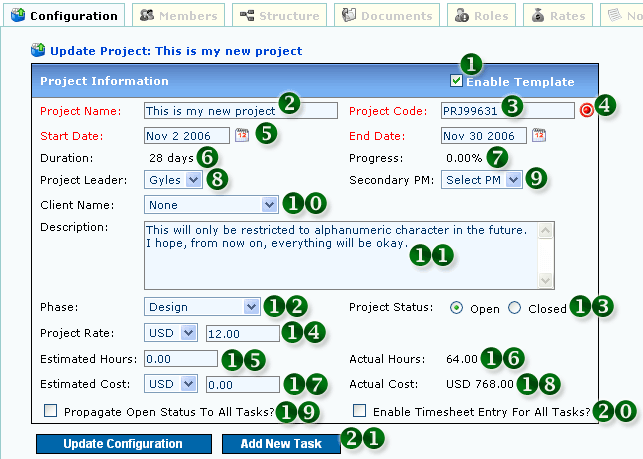 Configuration Members Structure Documents Roles Rates No
Update Project: This is my new project
1
Project Information Enable Template
Project Name: This is my new project 2 Project Code: PRJ99631 3 4
Start Date: Nov 2 2006 12 5 End Date: Nov 30 2006 12
Duration: 28 days 6 Progress: 0.00% 7
Project Leader: Gyles 8 Secondary PM: Select PM 9
Client Name: None 10
Description: This will only be restricted to alphanumeric character in the future.
I hope, from now on, everything will be okay. 11
Phase: Design 12 Project Status: Open Closed 13
Project Rate: USD 12.00 14
Estimated Hours: 0.00 15 Actual Hours: 64.00 16
Estimated Cost: USD 0.00 17 Actual Cost: USD 768.00 18
Propagate Open Status To All Tasks? 19 Enable Timesheet Entry For All Tasks? 20
Update Configuration Add New Task 21